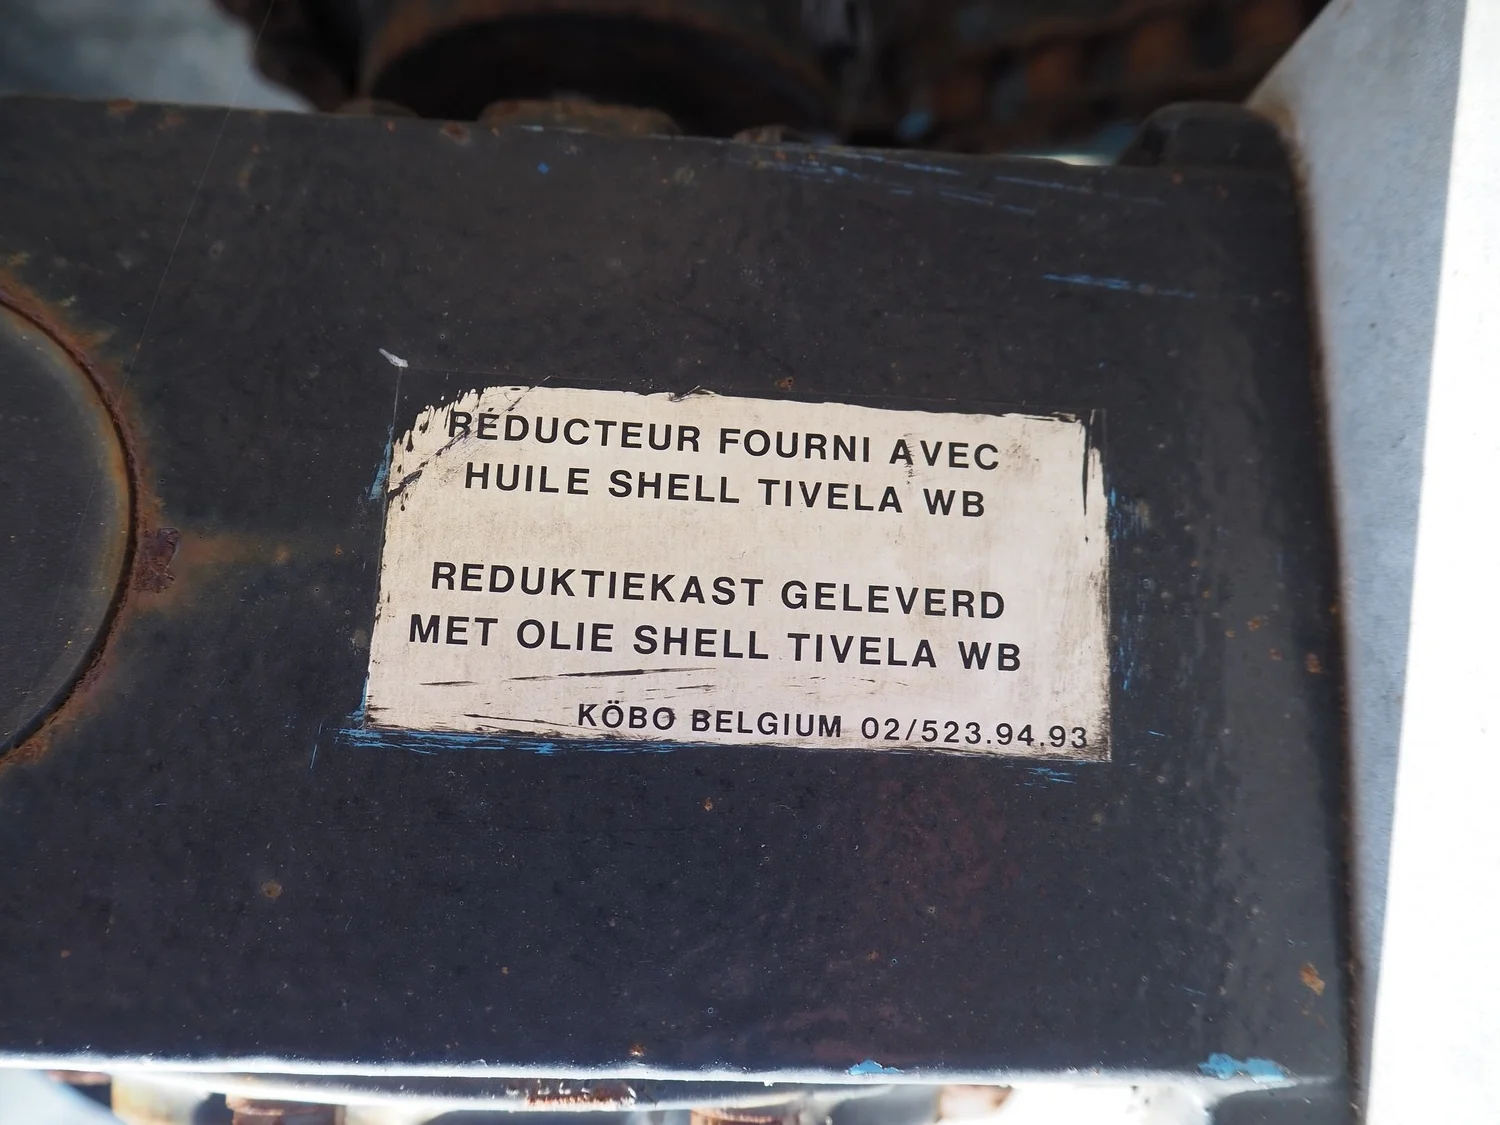 RÉDUCTEUR FOURNI AVEC
HUILE SHELL TIVELA WB
REDUKTIEKAST GELEVERD
MET OLIE SHELL TIVELA WB
KÖBO BELGIUM 02/523.94.93